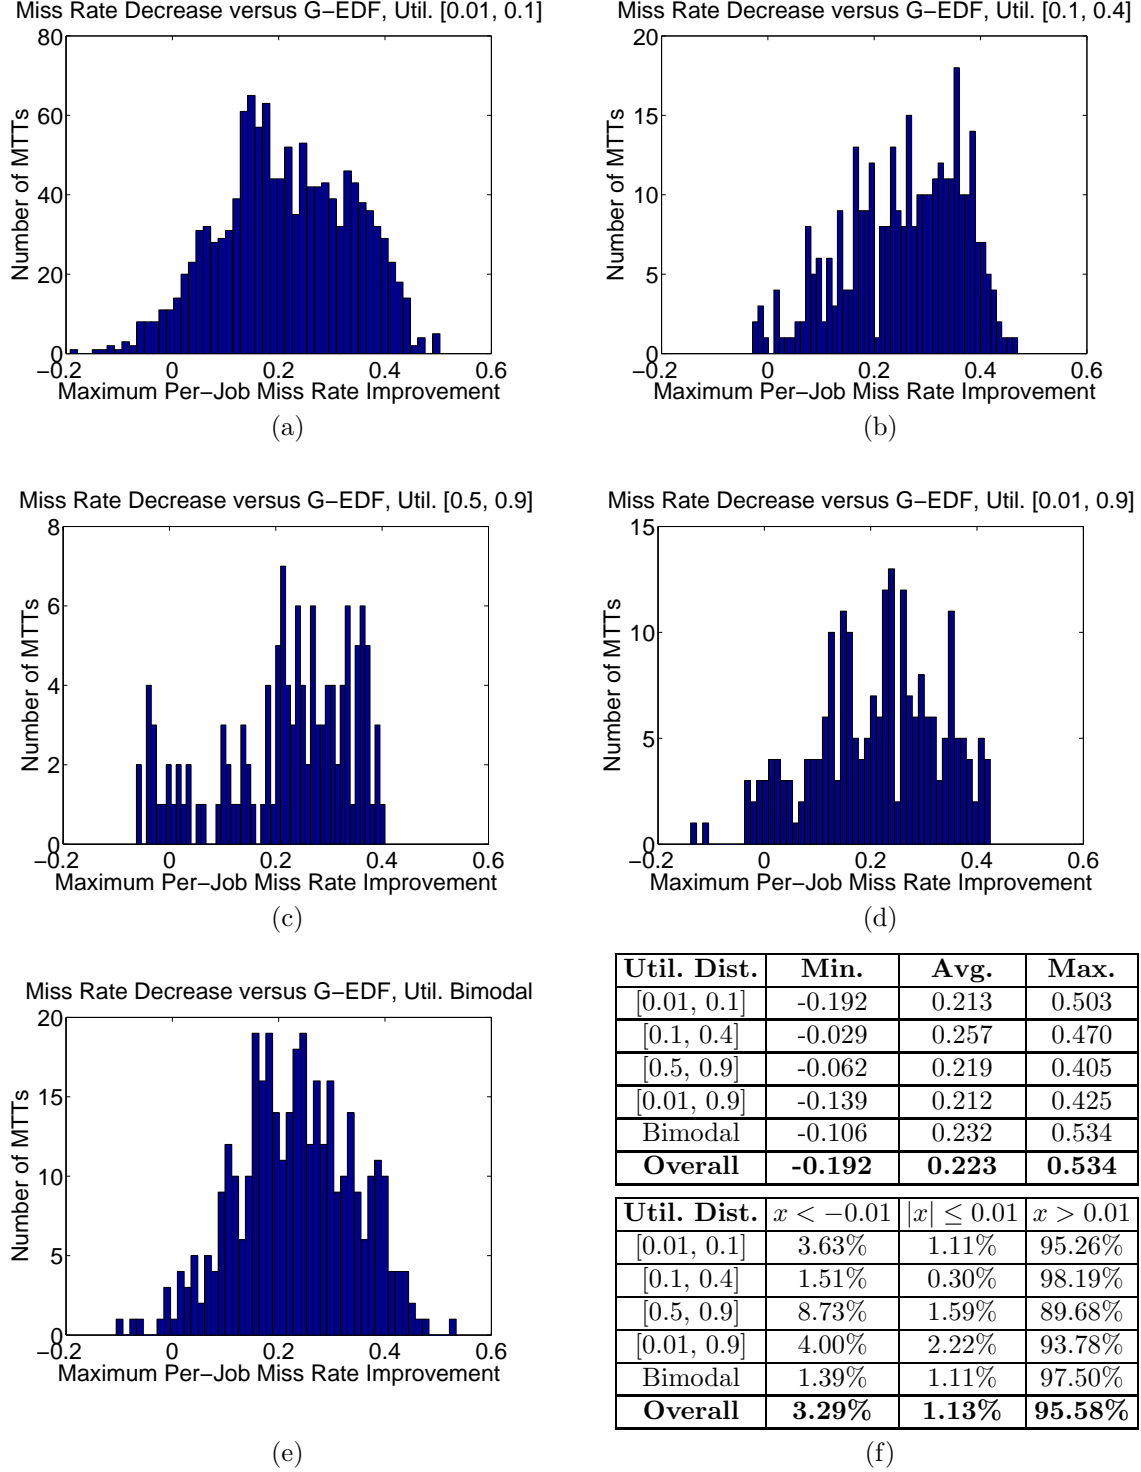 Miss Rate Decrease versus G−EDF, Util. [0.01, 0.1]
80
60
40
20
0
−0.2 0 0.2 0.4 0.6
Number of MTTs
Maximum Per−Job Miss Rate Improvement
(a)
Miss Rate Decrease versus G−EDF, Util. [0.1, 0.4]
20
15
10
5
0
−0.2 0 0.2 0.4 0.6
Number of MTTs
Maximum Per−Job Miss Rate Improvement
(b)
Miss Rate Decrease versus G−EDF, Util. [0.5, 0.9]
8
6
4
2
0
−0.2 0 0.2 0.4 0.6
Number of MTTs
Maximum Per−Job Miss Rate Improvement
(c)
Miss Rate Decrease versus G−EDF, Util. [0.01, 0.9]
15
10
5
0
−0.2 0 0.2 0.4 0.6
Number of MTTs
Maximum Per−Job Miss Rate Improvement
(d)
Miss Rate Decrease versus G−EDF, Util. Bimodal
20
15
10
5
0
−0.2 0 0.2 0.4 0.6
Number of MTTs
Maximum Per−Job Miss Rate Improvement
(e)
Util. Dist. Min. Avg. Max.
[0.01, 0.1] -0.192 0.213 0.503
[0.1, 0.4] -0.029 0.257 0.470
[0.5, 0.9] -0.062 0.219 0.405
[0.01, 0.9] -0.139 0.212 0.425
Bimodal -0.106 0.232 0.534
Overall -0.192 0.223 0.534
Util. Dist. x < −0.01 |x| ≤ 0.01 x > 0.01
[0.01, 0.1] 3.63% 1.11% 95.26%
[0.1, 0.4] 1.51% 0.30% 98.19%
[0.5, 0.9] 8.73% 1.59% 89.68%
[0.01, 0.9] 4.00% 2.22% 93.78%
Bimodal 1.39% 1.11% 97.50%
Overall 3.29% 1.13% 95.58%
(f)